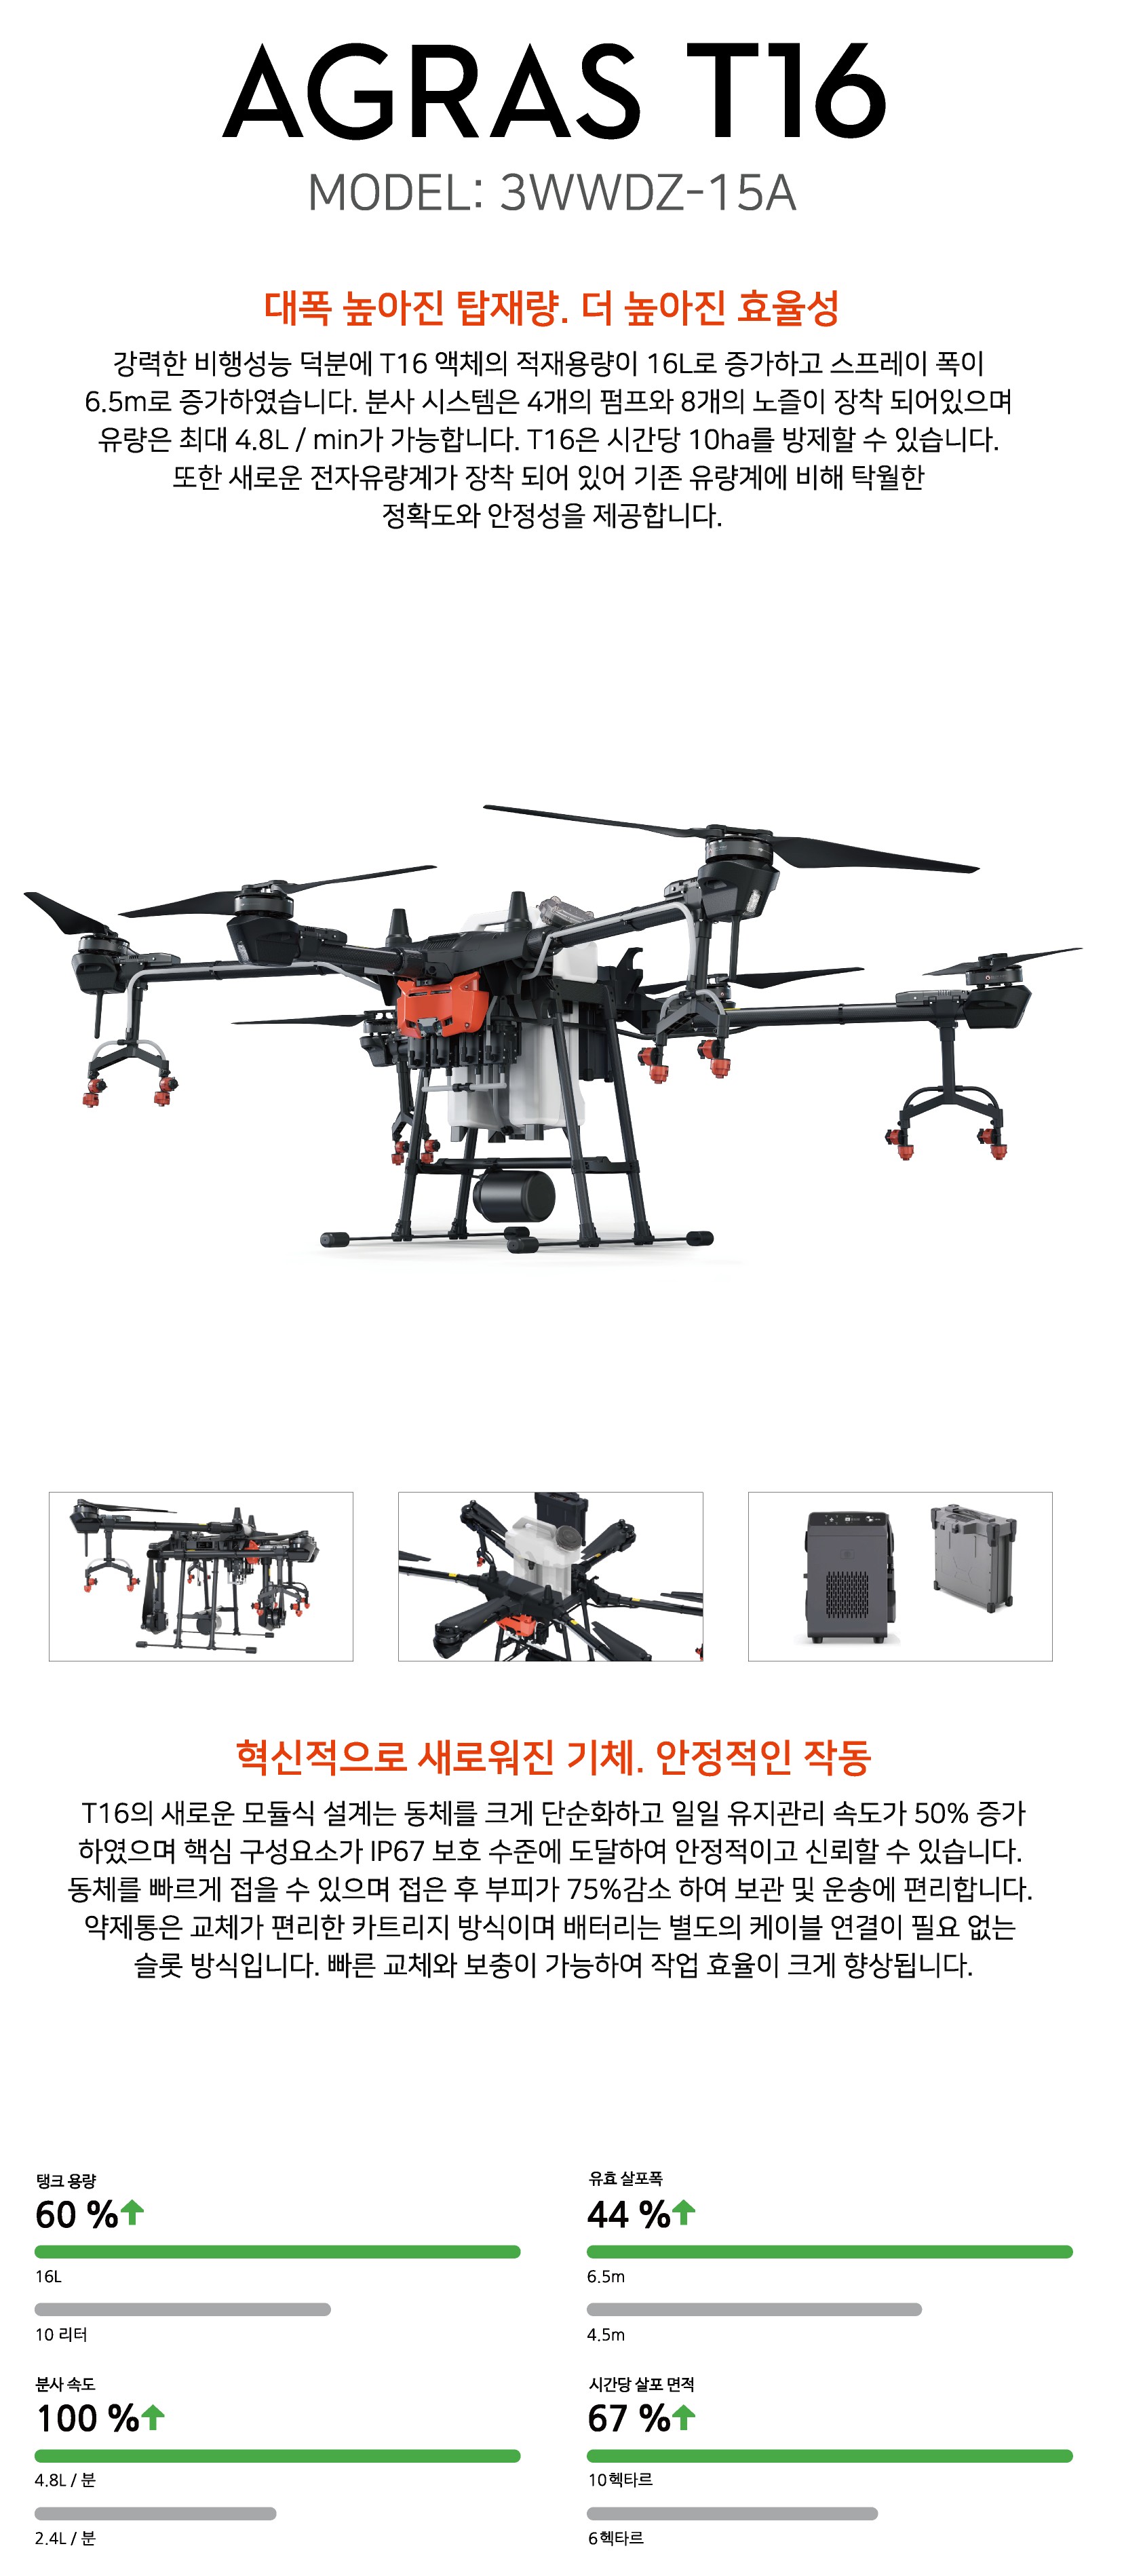 AGRAS T16
MODEL: 3WWDZ-15A
대폭 높아진 탑재량. 더 높아진 효율성
강력한 비행성능 덕분에 T16 액체의 적재용량이 16L로 증가하고 스프레이 폭이
6.5m로 증가하였습니다. 분사 시스템은 4개의 펌프와 8개의 노즐이 장착 되어있으며
유량은 최대 4.8L / min가 가능합니다. T16은 시간당 10ha를 방제할 수 있습니다.
또한 새로운 전자유량계가 장착 되어 있어 기존 유량계에 비해 탁월한
정확도와 안정성을 제공합니다.
혁신적으로 새로워진 기체. 안정적인 작동
T16의 새로운 모듈식 설계는 동체를 크게 단순화하고 일일 유지관리 속도가 50% 증가
하였으며 핵심 구성요소가 IP67 보호 수준에 도달하여 안정적이고 신뢰할 수 있습니다.
동체를 빠르게 접을 수 있으며 접은 후 부피가 75%감소 하여 보관 및 운송에 편리합니다.
약제통은 교체가 편리한 카트리지 방식이며 배터리는 별도의 케이블 연결이 필요 없는
슬롯 방식입니다. 빠른 교체와 보충이 가능하여 작업 효율이 크게 향상됩니다.
탱크 용량
60 %
16L
10 리터
유효 살포폭
44 %
6.5m
4.5m
분사 속도
100 %
4.8L / 분
2.4L / 분
시간당 살포 면적
67 %
10헥타르
6헥타르